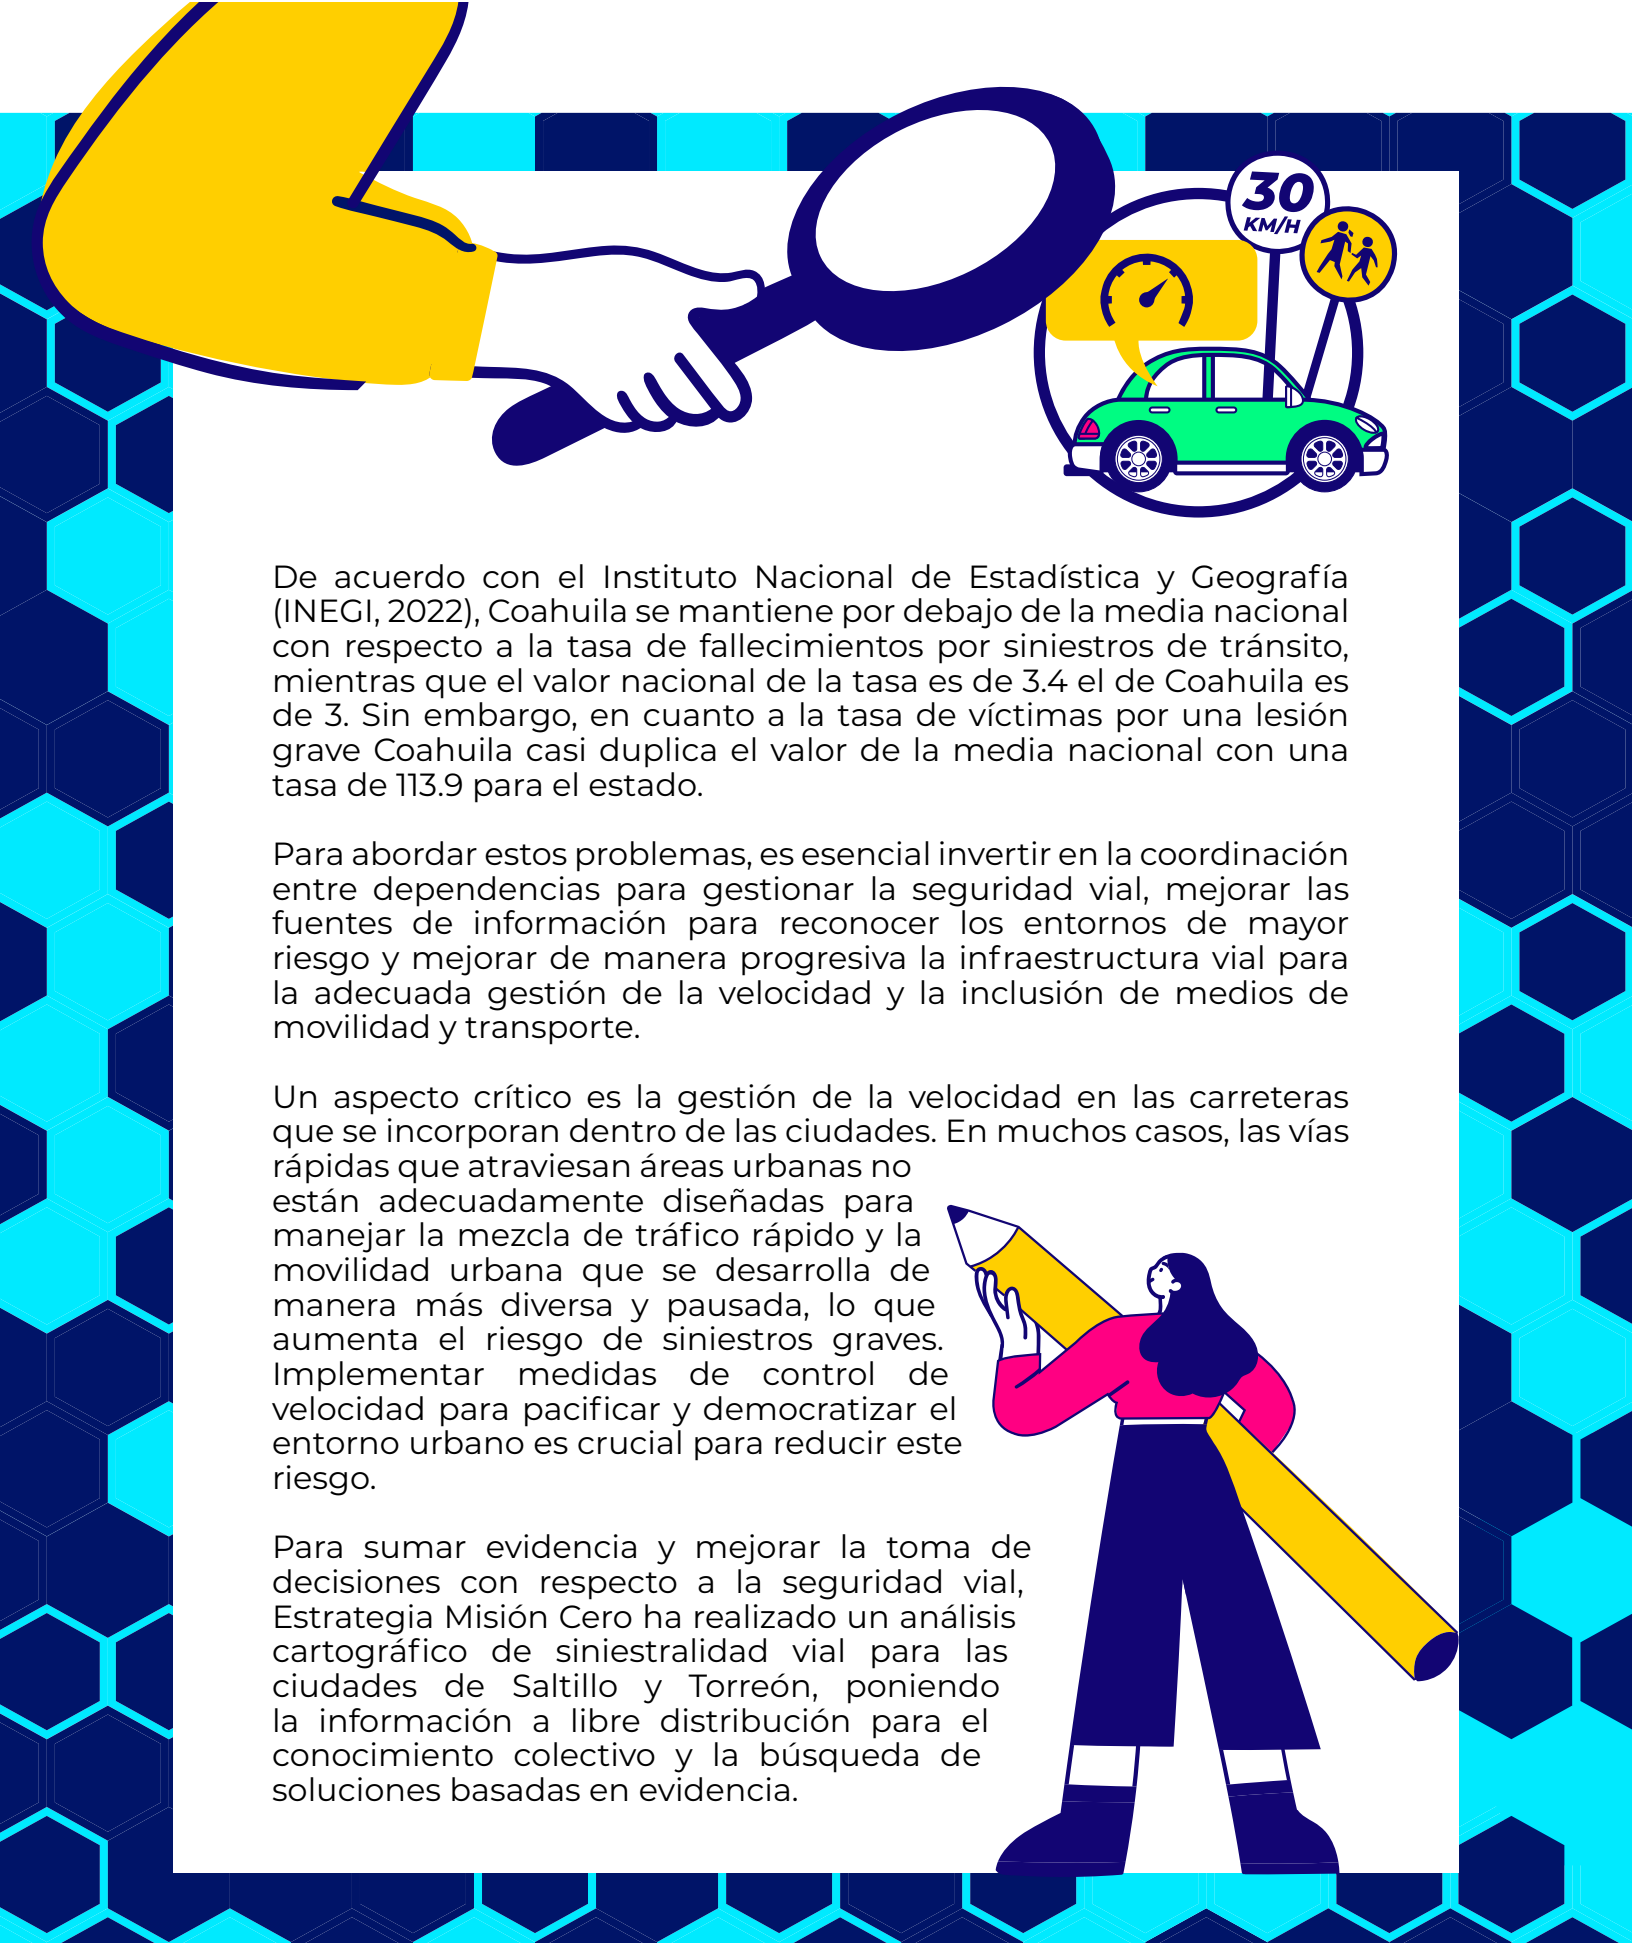 30
KM/H
De acuerdo con el Instituto Nacional de Estadística y Geografía
(INEGI, 2022), Coahuila se mantiene por debajo de la media nacional
con respecto a la tasa de fallecimientos por siniestros de tránsito,
mientras que el valor nacional de la tasa es de 3.4 el de Coahuila es
de 3. Sin embargo, en cuanto a la tasa de víctimas por una lesión
grave Coahuila casi duplica el valor de la media nacional con una
tasa de 113.9 para el estado.
Para abordar estos problemas, es esencial invertir en la coordinación
entre dependencias para gestionar la seguridad vial, mejorar las
fuentes de información para reconocer los entornos de mayor
riesgo y mejorar de manera progresiva la infraestructura vial para
la adecuada gestión de la velocidad y la inclusión de medios de
movilidad y transporte.
Un aspecto crítico es la gestión de la velocidad en las carreteras
que se incorporan dentro de las ciudades. En muchos casos, las vías
rápidas que atraviesan áreas urbanas no
están adecuadamente diseñadas para
manejar la mezcla de tráfico rápido y la
movilidad urbana que se desarrolla de
manera más diversa y pausada, lo que
aumenta el riesgo de siniestros graves.
Implementar medidas de control de
velocidad para pacificar y democratizar el
entorno urbano es crucial para reducir este
riesgo.
Para sumar evidencia y mejorar la toma de
decisiones con respecto a la seguridad vial,
Estrategia Misión Cero ha realizado un análisis
cartográfico de siniestralidad vial para las
ciudades de Saltillo y Torreón, poniendo
la información a libre distribución para el
conocimiento colectivo y la búsqueda de
soluciones basadas en evidencia.